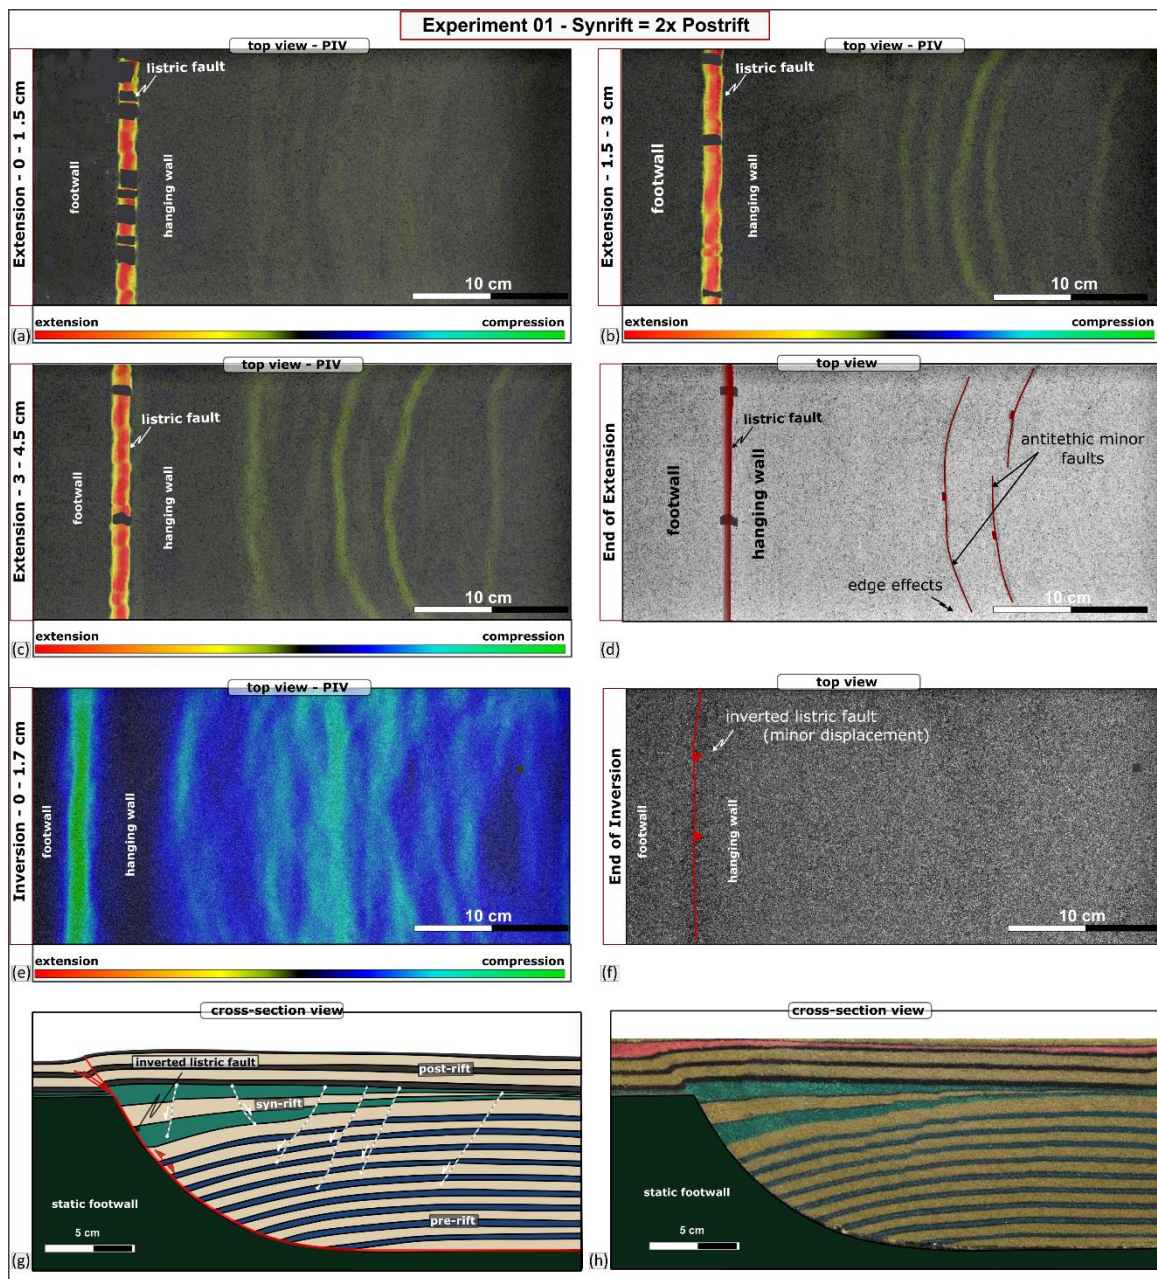 Experiment 01 - Synrift = 2x Postrift
top view - PIV
Extension - 0 - 1 .5 cm
listric fault
footwall
hanging wall
10 cm
extension
compression
(a)
top view - PIV
Extension - 1.5 - 3 cm
listric fault
footwall
hanging wall
10 cm
extension
compression
(b)
top view - PIV
Extension - 3 - 4.5 cm
listric fault
footwall
hanging wall
10 cm
extension
compression
(c)
top view
End of Extension
listric fault
footwall
hanging wall
antitethic minor
faults
edge effects
10 cm
(d)
top view - PIV
Inversion - 0 - 1.7 cm
footwall
hanging wall
10 cm
extension
compression
(e)
top view
End of Inversion
inverted listric fault
(minor displacement)
footwall
hanging wall
10 cm
(f)
cross-section view
inverted listric fault
post-rift
syn-rift
static footwall
pre-rift
5 cm
(g)
cross-section view
static footwall
5 cm
(h)